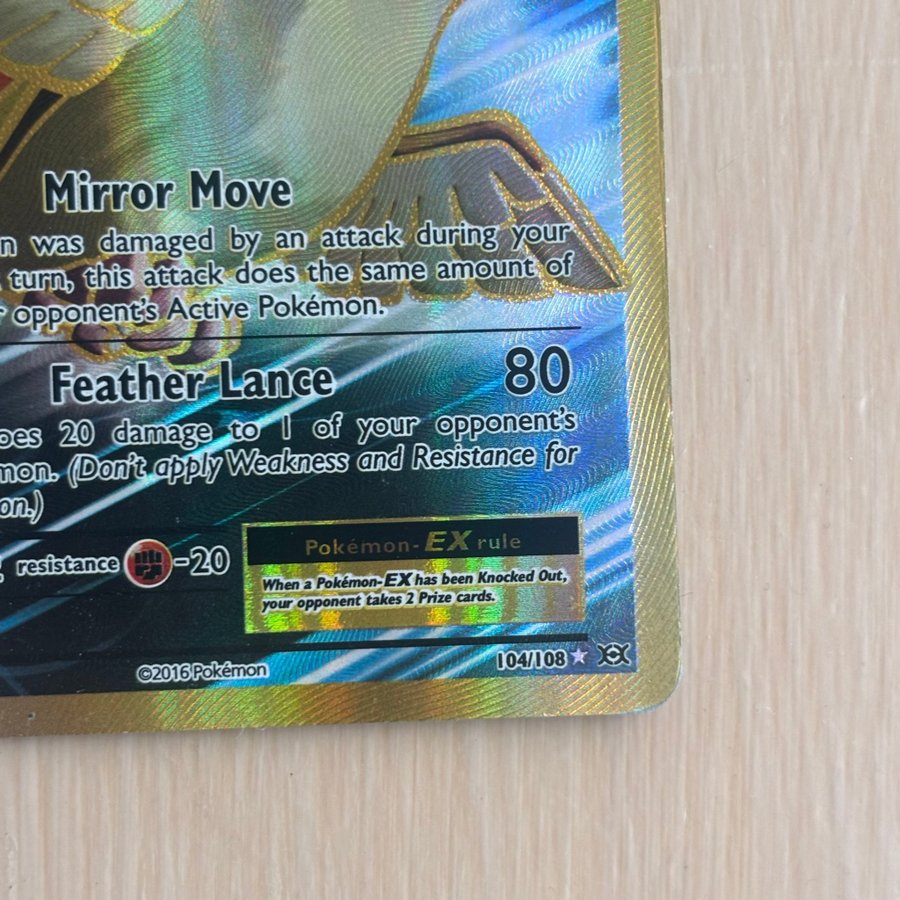 Mirror Move
was damaged by an attack during your
turn, this attack does the same amount of
opponent's Active Pokémon.
Feather Lance 80
20 damage to 1 of your opponent's
(Don't apply Weakness and Resistance for
resistance -20
Pokémon-EX rule
When a Pokémon-EX has been Knocked Out,
your opponent takes 2 Prize cards.
104/108
©2016 Pokémon